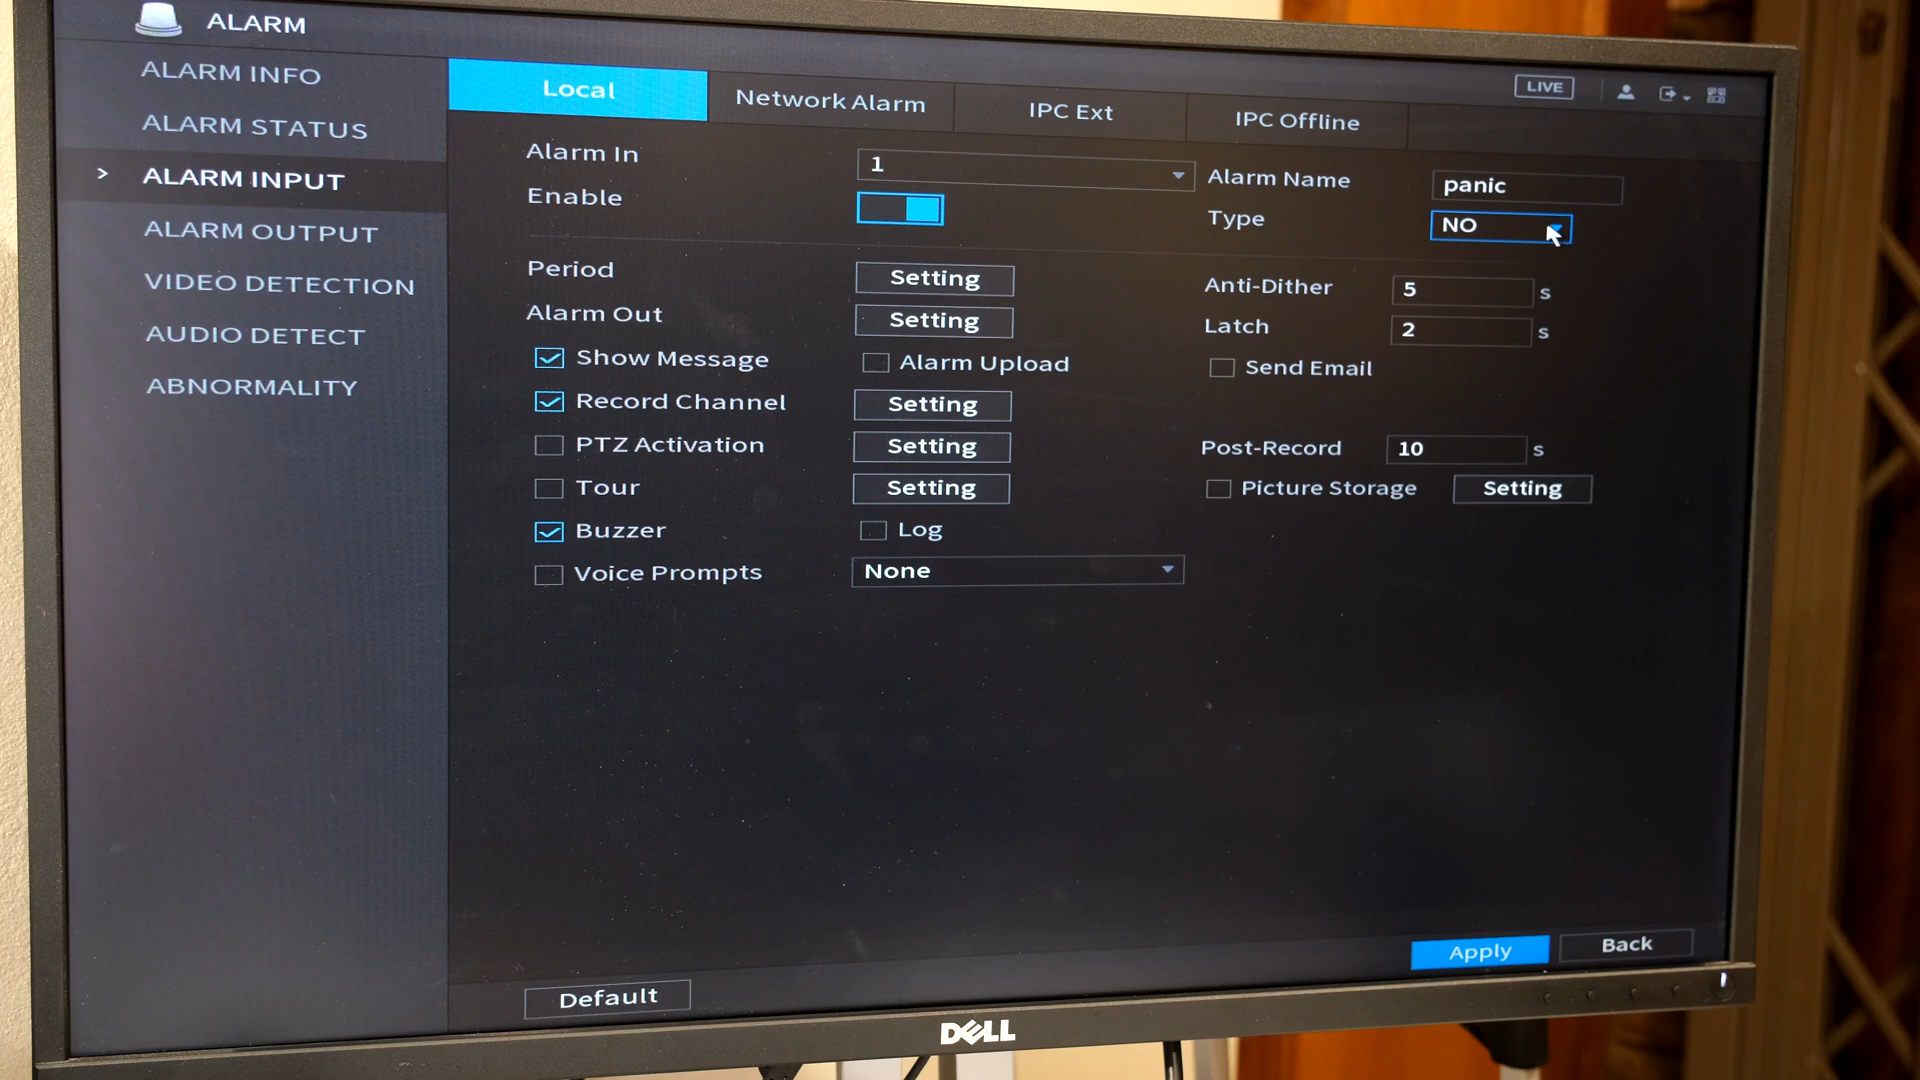 ALARM
ALARM INFO
ALARM STATUS
> ALARM INPUT
ALARM OUTPUT
VIDEO DETECTION
AUDIO DETECT
ABNORMALITY
LIVE
Local Network Alarm IPC Ext IPC Offline
Alarm In 1 Alarm Name panic
Enable Type NO
Period Setting Anti-Dither 5 s
Alarm Out Setting Latch 2 s
Show Message Alarm Upload Send Email
Record Channel Setting
PTZ Activation Setting Post-Record 10 s
Tour Setting Picture Storage Setting
Buzzer Log
Voice Prompts None
Default Apply Back
DELL